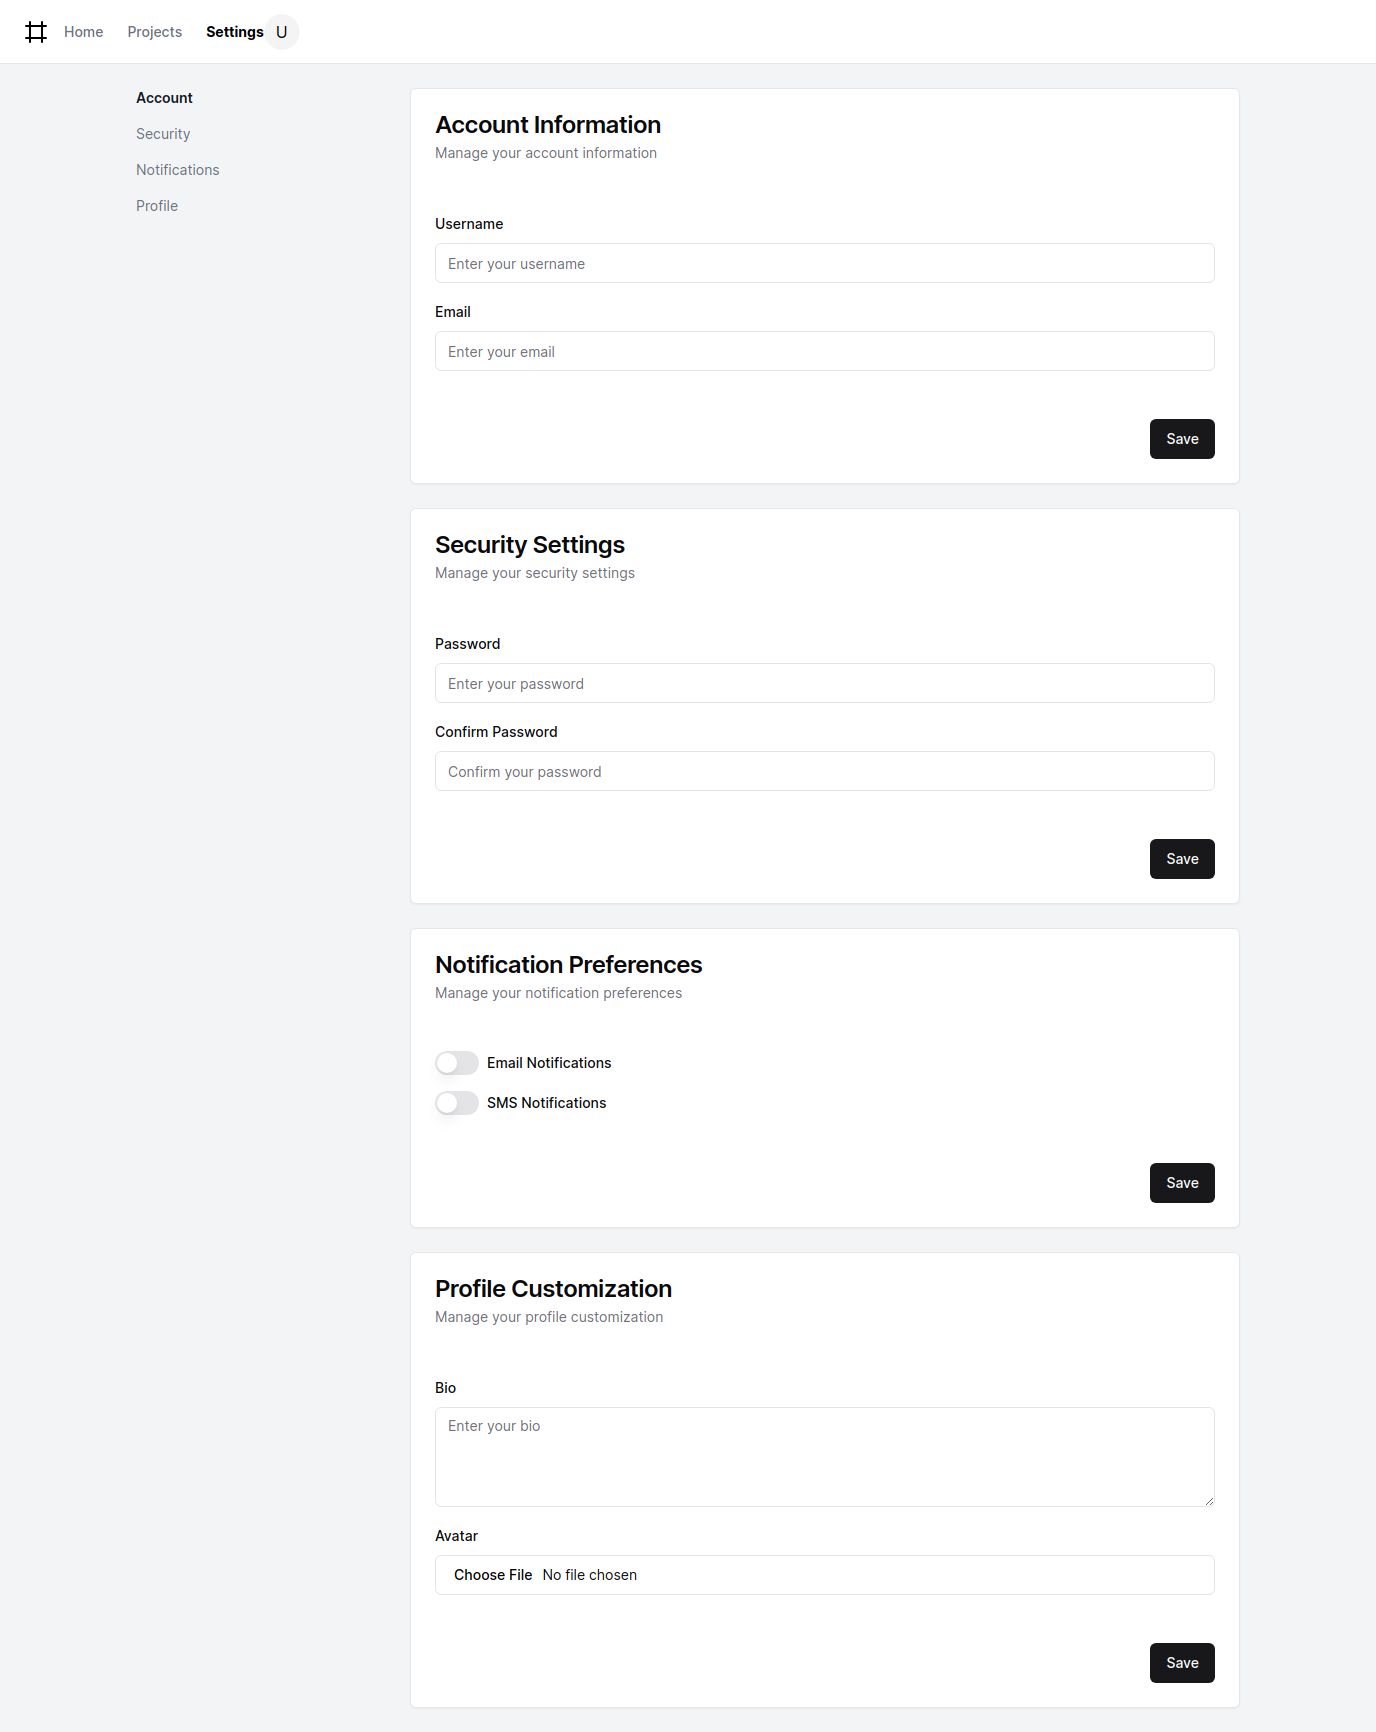 Home Projects Settings U
Account
Security
Notifications
Profile
Account Information
Manage your account information
Username
Enter your username
Email
Enter your email
Save
Security Settings
Manage your security settings
Password
Enter your password
Confirm Password
Confirm your password
Save
Notification Preferences
Manage your notification preferences
Email Notifications
SMS Notifications
Save
Profile Customization
Manage your profile customization
Bio
Enter your bio
Avatar
Choose File No file chosen
Save